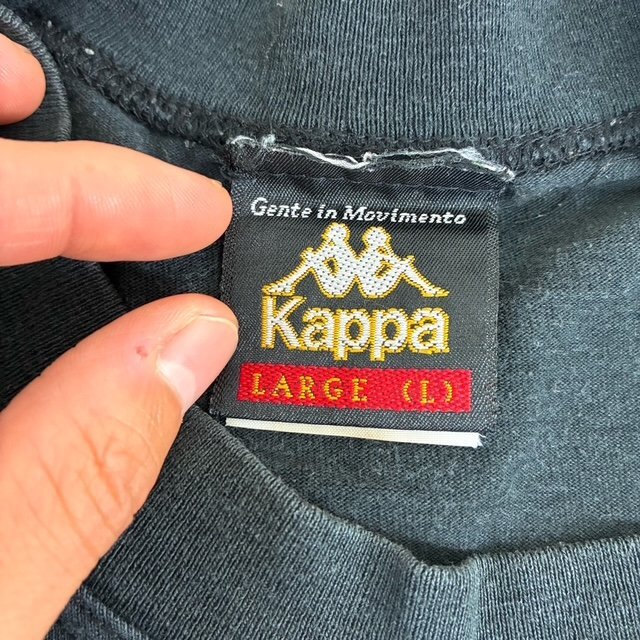 Gente in Movimento
Kappa
LARGE (L)